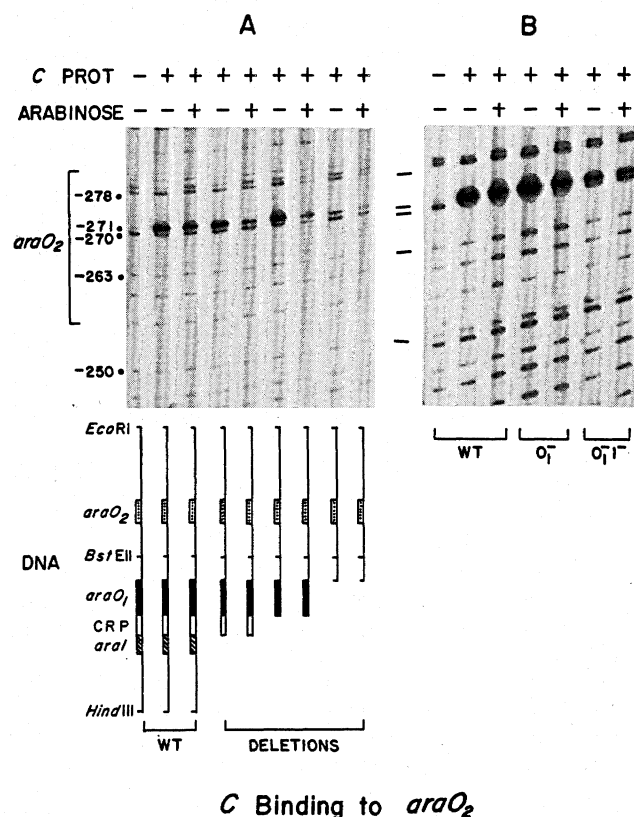 A
B
C PROT - + + + + + + + +
- + + + + + +
ARABINOSE - - + - + - + - +
- - + - + - +
araO2
-278
-271
-270
-263
-250
DNA
EcoRI
araO2
BstEII
araO1
CRP
araI
HindIII
WT
DELETIONS
WT
O1-
O1-I-
C Binding to araO2